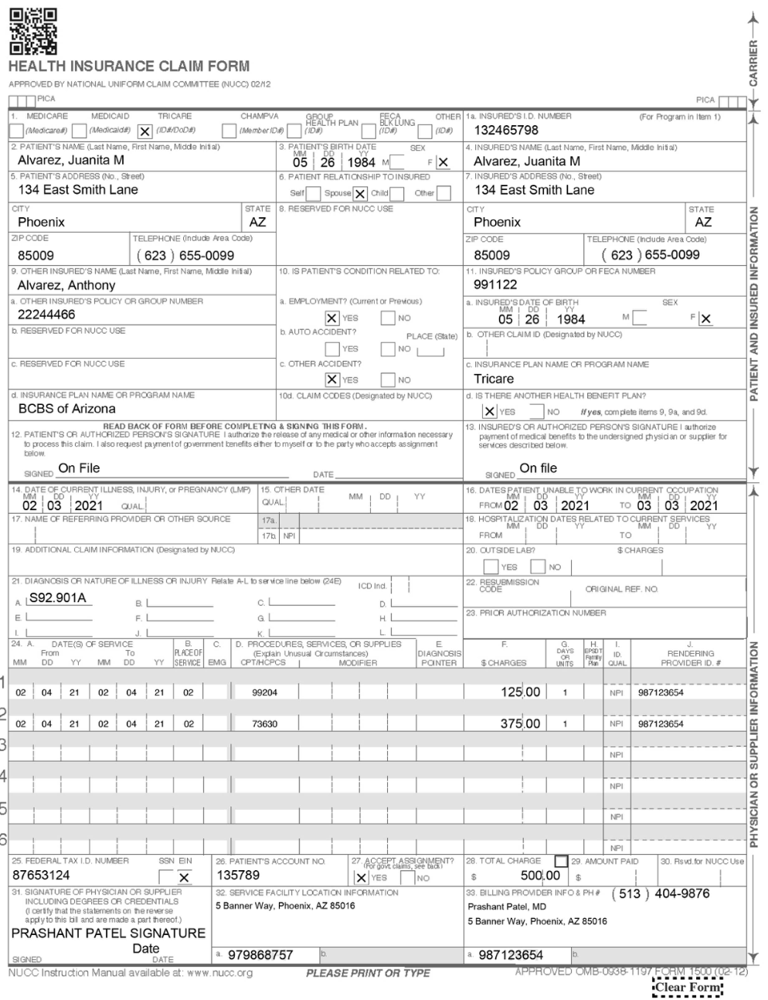 HEALTH INSURANCE CLAIM FORM
APPROVED BY NATIONAL UNIFORM CLAIM COMMITTEE (NUCC) 02/12
PICA PICA
CARRIER
1. MEDICARE MEDICAID TRICARE CHAMPVA GROUP HEALTH PLAN FECA BLK LUNG OTHER
(Medicare#) (Medicaid#) X (ID#/DoD#) (Member ID#) (ID#) (ID#) (ID#)
1a. INSURED'S I.D. NUMBER (For Program in Item 1)
132465798
2. PATIENT'S NAME (Last Name, First Name, Middle Initial)
Alvarez, Juanita M
3. PATIENT'S BIRTH DATE SEX
MM DD YY
05 26 1984 M F X
4. INSURED'S NAME (Last Name, First Name, Middle Initial)
Alvarez, Juanita M
5. PATIENT'S ADDRESS (No., Street)
134 East Smith Lane
6. PATIENT RELATIONSHIP TO INSURED
Self Spouse X Child Other
7. INSURED'S ADDRESS (No., Street)
134 East Smith Lane
CITY STATE
Phoenix AZ
8. RESERVED FOR NUCC USE
CITY STATE
Phoenix AZ
ZIP CODE TELEPHONE (Include Area Code)
85009 ( 623 ) 655-0099
ZIP CODE TELEPHONE (Include Area Code)
85009 ( 623 ) 655-0099
9. OTHER INSURED'S NAME (Last Name, First Name, Middle Initial)
Alvarez, Anthony
10. IS PATIENT'S CONDITION RELATED TO:
11. INSURED'S POLICY GROUP OR FECA NUMBER
991122
a. OTHER INSURED'S POLICY OR GROUP NUMBER
22244466
a. EMPLOYMENT? (Current or Previous)
X YES NO
a. INSURED'S DATE OF BIRTH SEX
MM DD YY
05 26 1984 M F X
b. RESERVED FOR NUCC USE
b. AUTO ACCIDENT? PLACE (State)
YES NO
b. OTHER CLAIM ID (Designated by NUCC)
c. RESERVED FOR NUCC USE
c. OTHER ACCIDENT?
X YES NO
c. INSURANCE PLAN NAME OR PROGRAM NAME
Tricare
d. INSURANCE PLAN NAME OR PROGRAM NAME
BCBS of Arizona
10d. CLAIM CODES (Designated by NUCC)
d. IS THERE ANOTHER HEALTH BENEFIT PLAN?
X YES NO If yes, complete items 9, 9a, and 9d.
READ BACK OF FORM BEFORE COMPLETING & SIGNING THIS FORM.
12. PATIENT'S OR AUTHORIZED PERSON'S SIGNATURE I authorize the release of any medical or other information necessary
to process this claim. I also request payment of government benefits either to myself or to the party who accepts assignment
below.
SIGNED On File DATE
13. INSURED'S OR AUTHORIZED PERSON'S SIGNATURE I authorize
payment of medical benefits to the undersigned physician or supplier for
services described below.
SIGNED On file
PATIENT AND INSURED INFORMATION
14. DATE OF CURRENT ILLNESS, INJURY, or PREGNANCY (LMP)
MM DD YY
02 03 2021 QUAL.
15. OTHER DATE
QUAL. MM DD YY
16. DATES PATIENT UNABLE TO WORK IN CURRENT OCCUPATION
MM DD YY MM DD YY
FROM 02 03 2021 TO 03 03 2021
17. NAME OF REFERRING PROVIDER OR OTHER SOURCE
17a.
17b. NPI
18. HOSPITALIZATION DATES RELATED TO CURRENT SERVICES
MM DD YY MM DD YY
FROM TO
19. ADDITIONAL CLAIM INFORMATION (Designated by NUCC)
20. OUTSIDE LAB? $ CHARGES
YES NO
21. DIAGNOSIS OR NATURE OF ILLNESS OR INJURY Relate A-L to service line below (24E) ICD Ind.
A. S92.901A B. C. D.
E. F. G. H.
I. J. K. L.
22. RESUBMISSION CODE ORIGINAL REF. NO.
23. PRIOR AUTHORIZATION NUMBER
24. A. DATE(S) OF SERVICE B. C. D. PROCEDURES, SERVICES, OR SUPPLIES E. F. G. H. I. J.
From To PLACE OF (Explain Unusual Circumstances) DIAGNOSIS DAYS OR UNITS EPSDT Family Plan ID. RENDERING
MM DD YY MM DD YY SERVICE EMG CPT/HCPCS MODIFIER POINTER $ CHARGES QUAL. PROVIDER ID. #
1
02 04 21 02 04 21 02 99204 125.00 1 NPI 987123654
2
02 04 21 02 04 21 02 73630 375.00 1 NPI 987123654
3
NPI
4
NPI
5
NPI
6
NPI
25. FEDERAL TAX I.D. NUMBER SSN EIN
87653124 X
26. PATIENT'S ACCOUNT NO.
135789
27. ACCEPT ASSIGNMENT?
(For govt. claims, see back)
X YES NO
28. TOTAL CHARGE
$ 500.00
29. AMOUNT PAID
$
30. Rsvd.for NUCC Use
31. SIGNATURE OF PHYSICIAN OR SUPPLIER
INCLUDING DEGREES OR CREDENTIALS
(I certify that the statements on the reverse
apply to this bill and are made a part thereof.)
PRASHANT PATEL SIGNATURE
Date
SIGNED DATE
32. SERVICE FACILITY LOCATION INFORMATION
5 Banner Way, Phoenix, AZ 85016
a. 979868757 b.
33. BILLING PROVIDER INFO & PH # ( 513 ) 404-9876
Prashant Patel, MD
5 Banner Way, Phoenix, AZ 85016
a. 987123654 b.
PHYSICIAN OR SUPPLIER INFORMATION
NUCC Instruction Manual available at: www.nucc.org PLEASE PRINT OR TYPE APPROVED OMB-0938-1197 FORM 1500 (02-12)
Clear Form